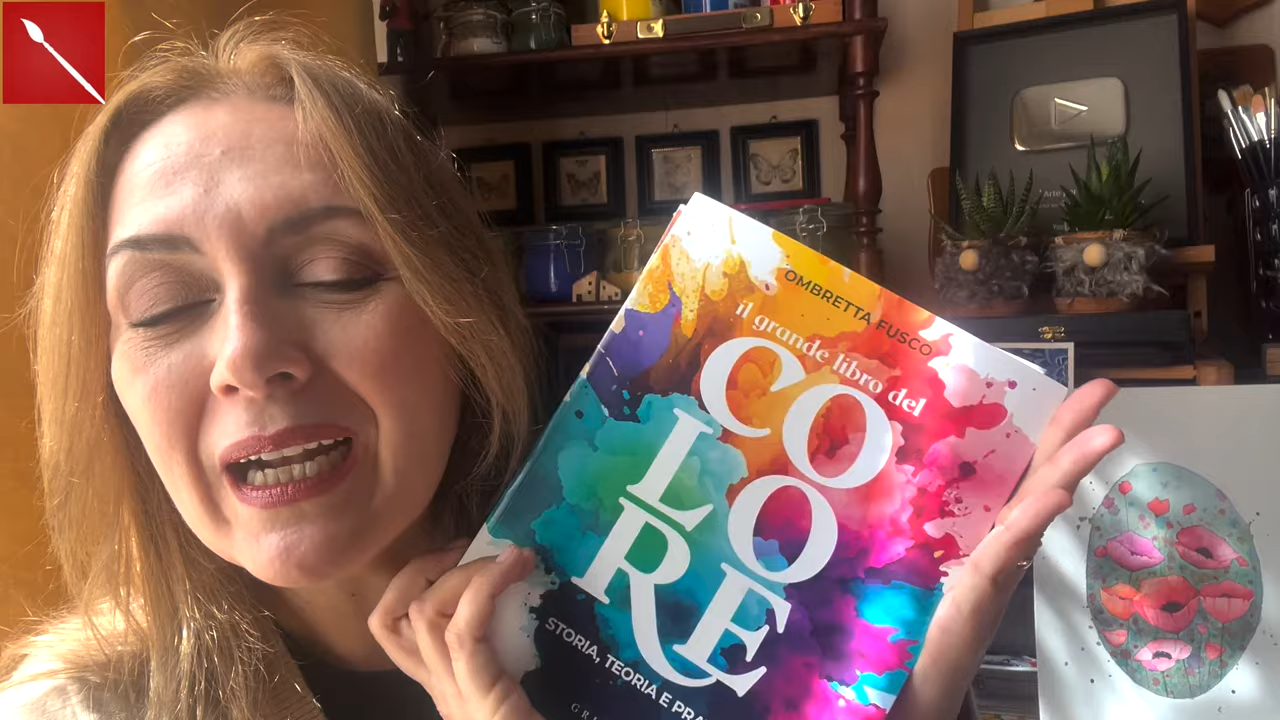 OMBRETTA FUSCO
il grande libro del
CO
LO
RE
STORIA, TEORIA E